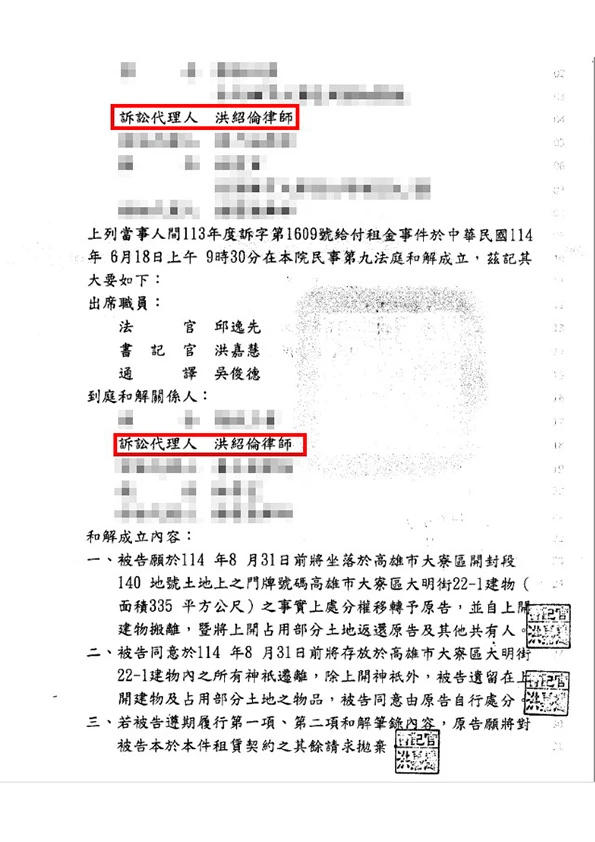 訴訟代理人 洪紹倫律師
上列當事人間113年度訴字第1609號給付租金事件於中華民國114
年 6月18日上午 9時30分在本院民事第九法庭和解成立，茲記其
大要如下：
出席職員：
法 官 邱逸先
書 記 官 洪嘉慧
通 譯 吳俊德
到庭和解關係人：
訴訟代理人 洪紹倫律師
和解成立內容：
一、被告願於114 年8 月31日前將坐落於高雄市大寮區開封段
140 地號土地上之門牌號碼高雄市大寮區大明街22-1建物（
面積335 平方公尺）之事實上處分權移轉予原告，並自上開
建物搬離，暨將上開占用部分土地返還原告及其他共有人。
二、被告同意於114 年8 月31日前將存放於高雄市大寮區大明街
22-1建物內之所有神祇遷離，除上開神祇外，被告遺留在上
開建物及占用部分土地之物品，被告同意由原告自行處分。
三、若被告遵期履行第一項、第二項和解筆錄內容，原告願將對
被告本於本件租賃契約之其餘請求拋棄。